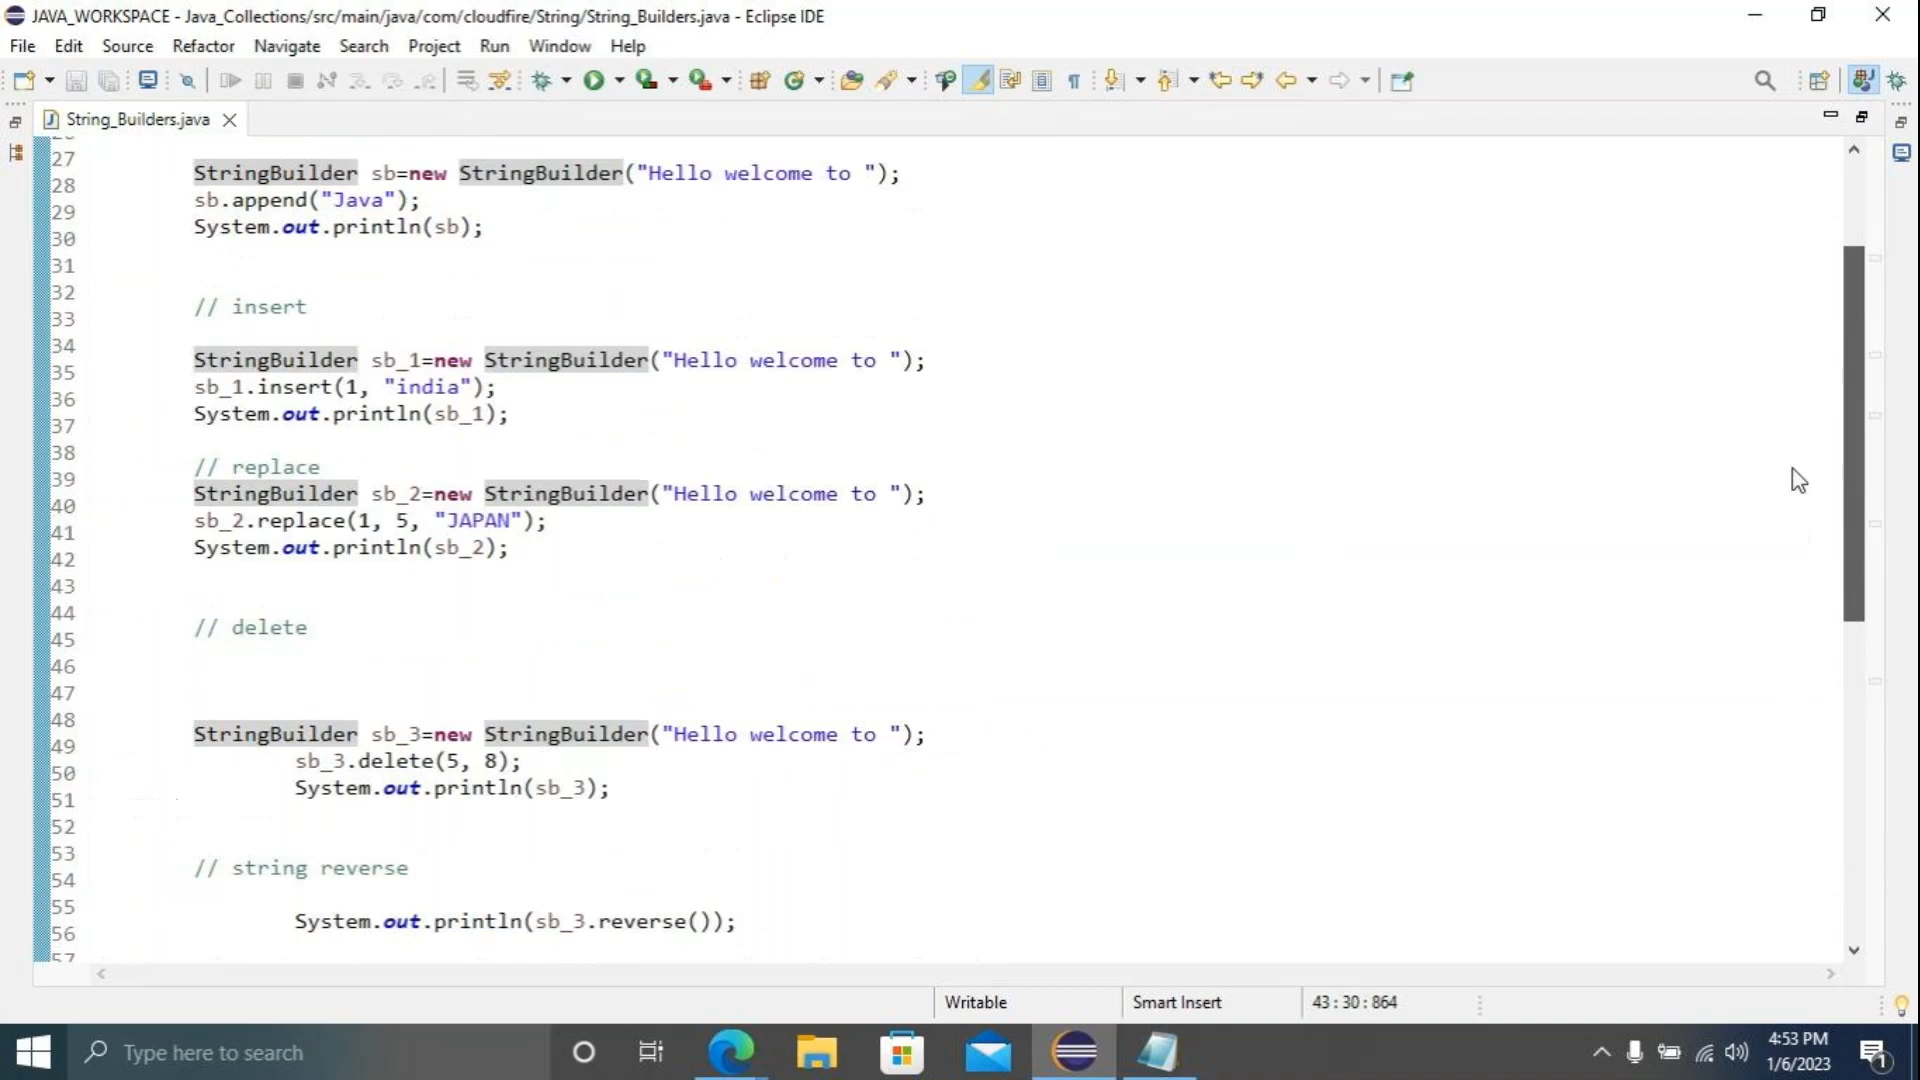 JAVA_WORKSPACE - Java_Collections/src/main/java/com/cloudfire/String/String_Builders.java - Eclipse IDE
File Edit Source Refactor Navigate Search Project Run Window Help
String_Builders.java
27
StringBuilder sb=new StringBuilder("Hello welcome to ");
28
sb.append("Java");
29
System.out.println(sb);
30
31
32
// insert
33
34
StringBuilder sb_1=new StringBuilder("Hello welcome to ");
35
sb_1.insert(1, "india");
36
System.out.println(sb_1);
37
38
// replace
39
StringBuilder sb_2=new StringBuilder("Hello welcome to ");
40
sb_2.replace(1, 5, "JAPAN");
41
System.out.println(sb_2);
42
43
44
// delete
45
46
47
48
StringBuilder sb_3=new StringBuilder("Hello welcome to ");
49
sb_3.delete(5, 8);
50
System.out.println(sb_3);
51
52
53
// string reverse
54
55
System.out.println(sb_3.reverse());
56
57
Writable Smart Insert 43 : 30 : 864
Type here to search
4:53 PM
1/6/2023
1